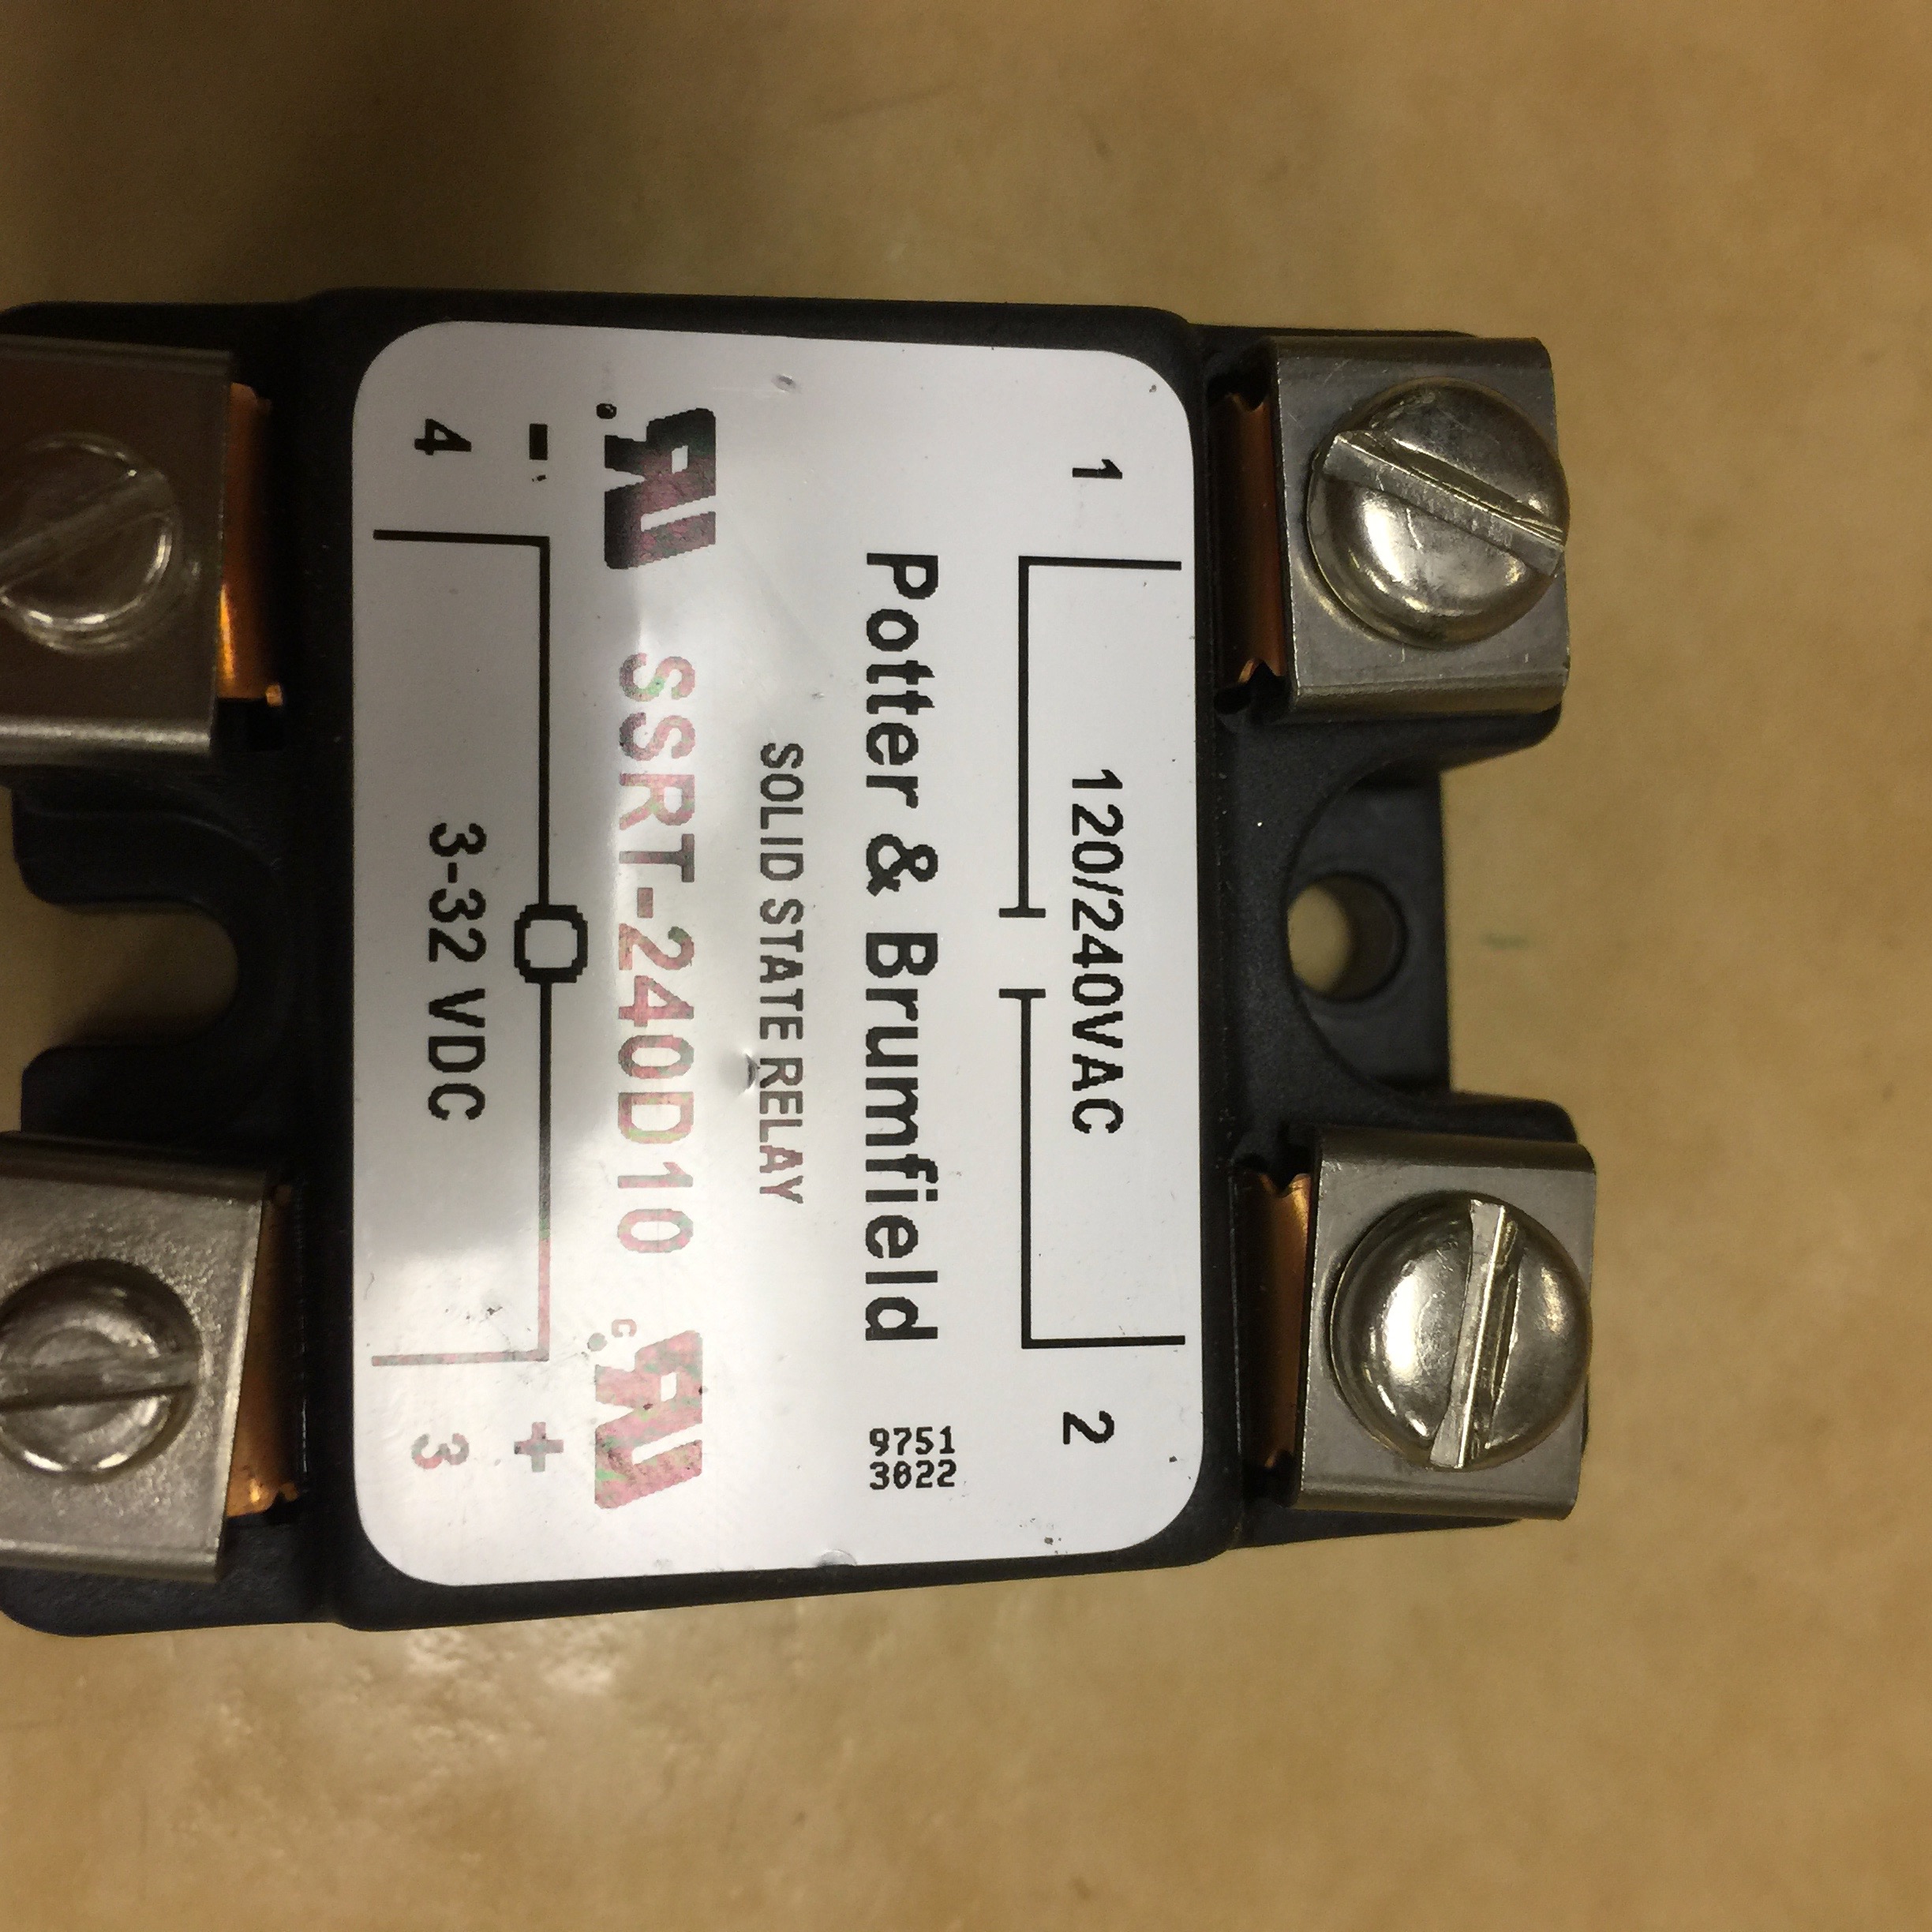 1 120/240VAC 2
Potter & Brumfield
9751
3022
SOLID STATE RELAY
SSRT-240D10
- +
4 3-32 VDC 3